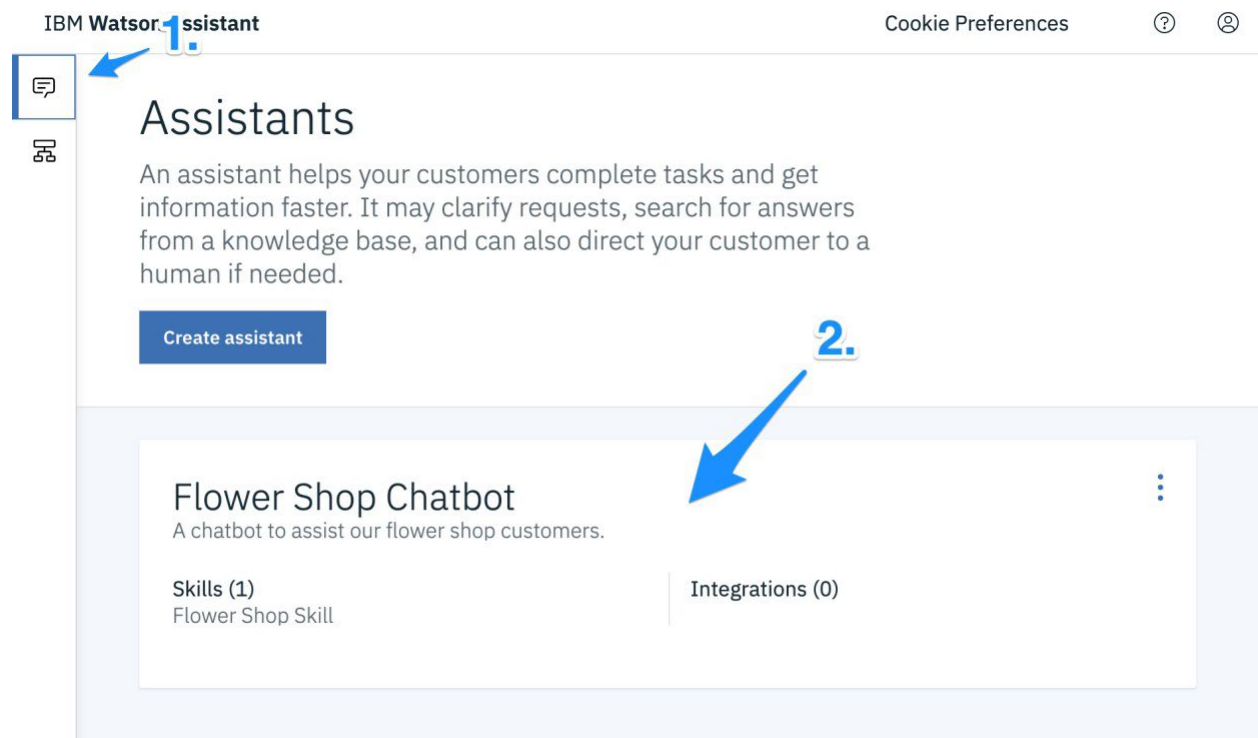 IBM Watson Assistant
1.
Cookie Preferences
Assistants
An assistant helps your customers complete tasks and get
information faster. It may clarify requests, search for answers
from a knowledge base, and can also direct your customer to a
human if needed.
Create assistant
2.
Flower Shop Chatbot
A chatbot to assist our flower shop customers.
Skills (1)
Flower Shop Skill
Integrations (0)